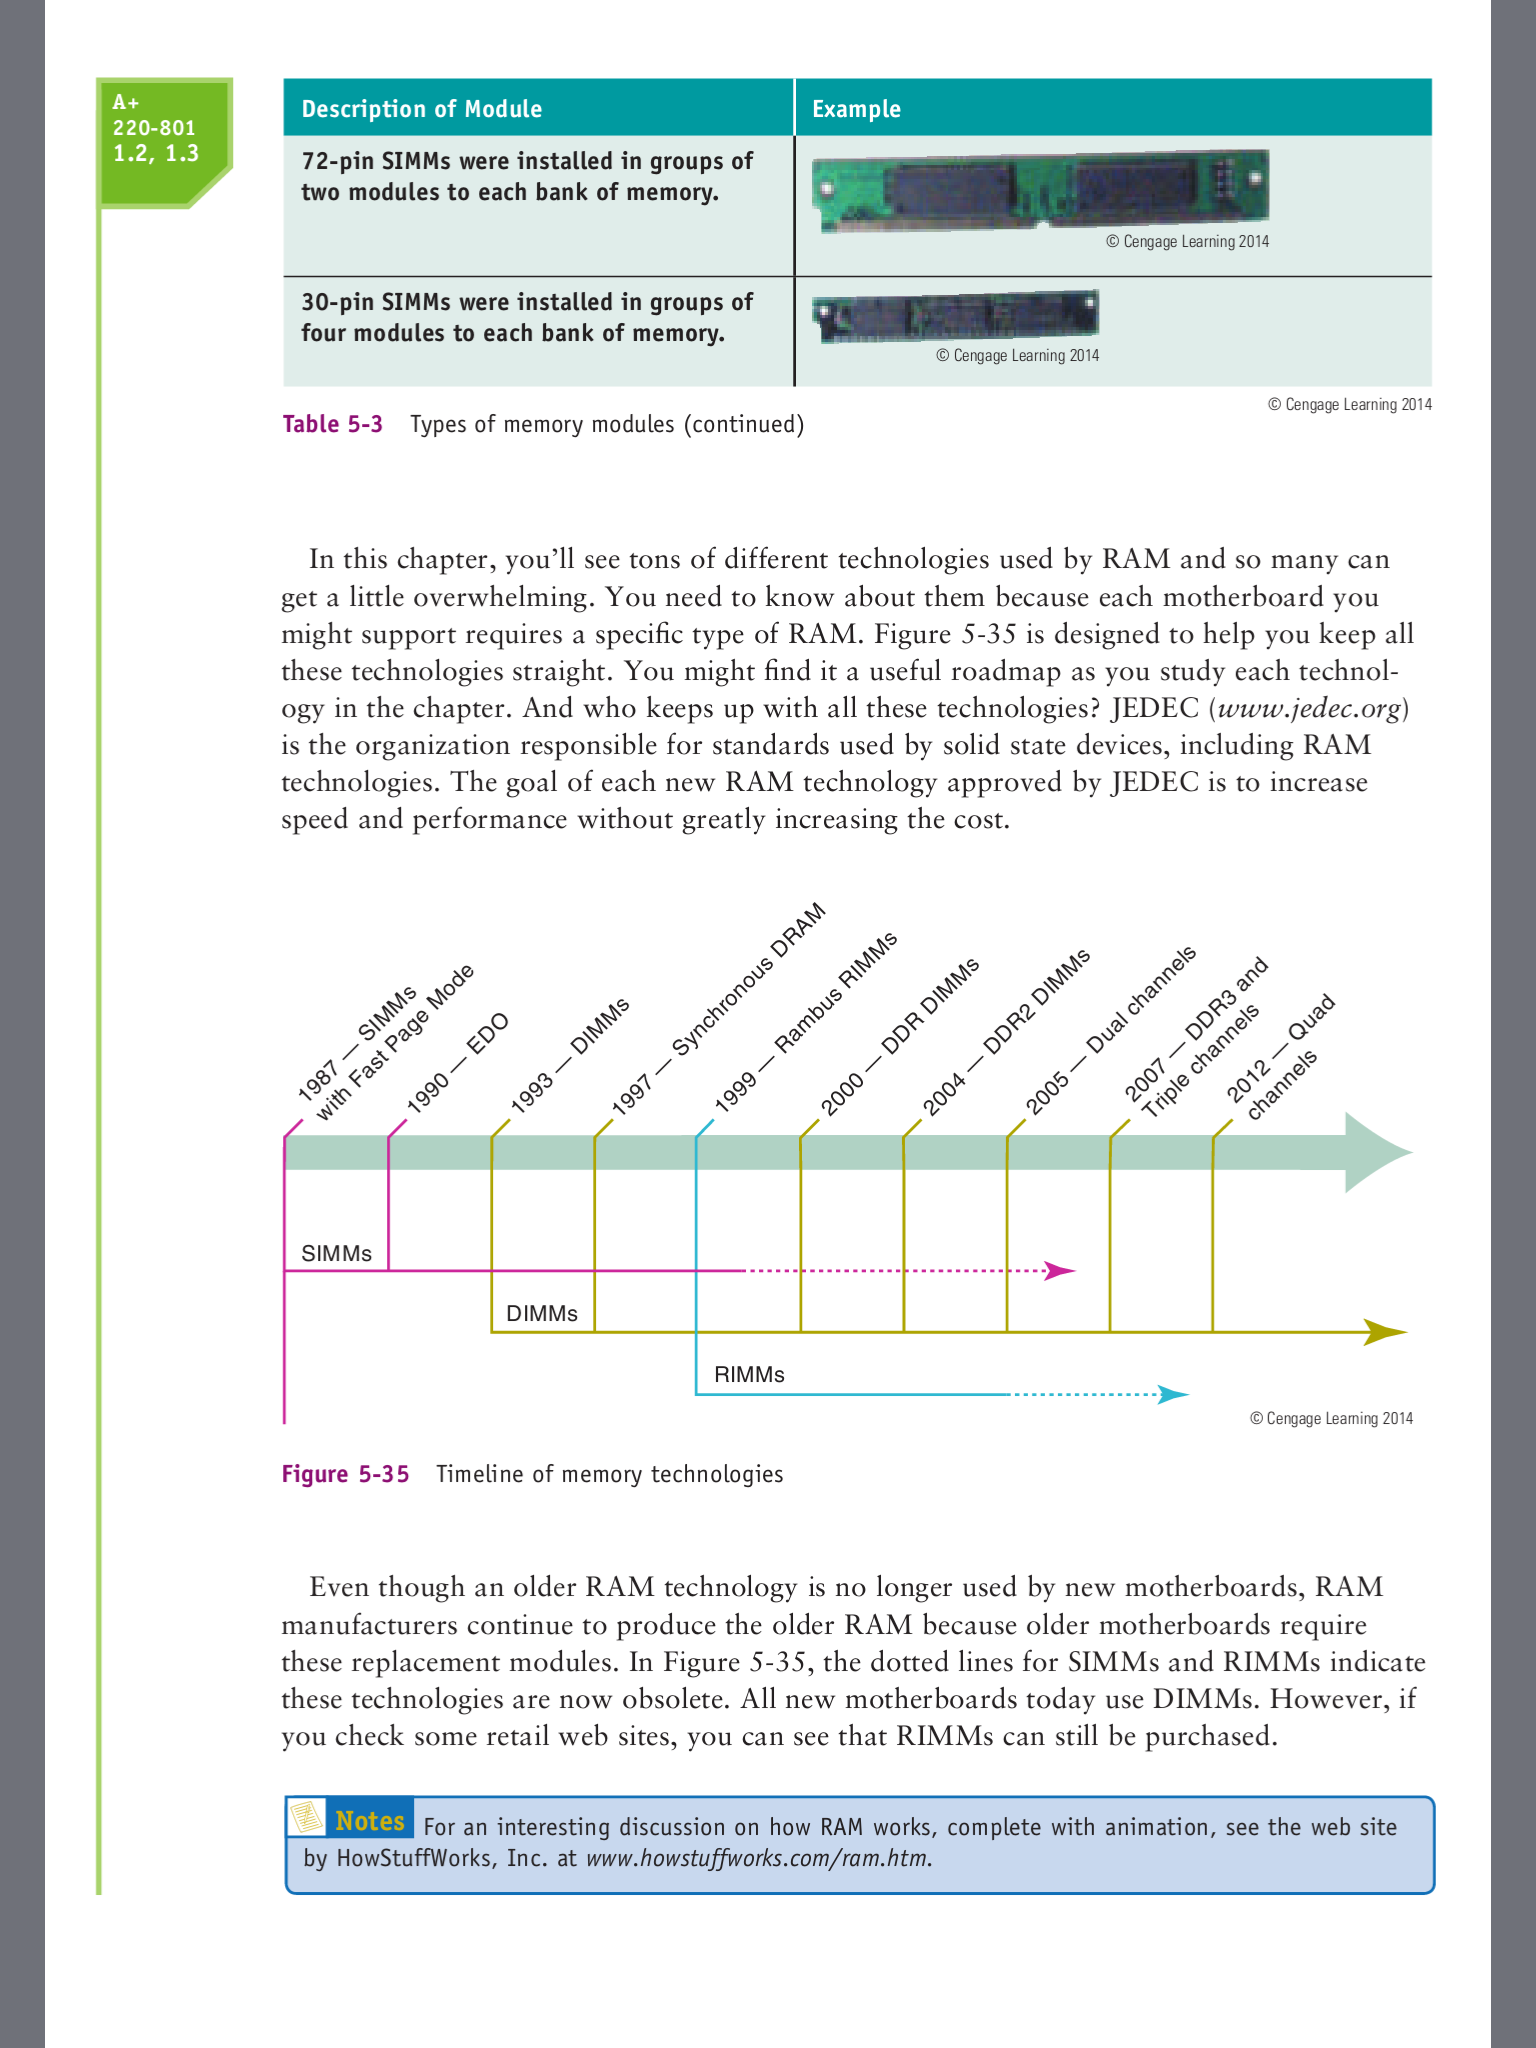 A+
220-801
1.2, 1.3
Description of Module
Example
72-pin SIMMs were installed in groups of
two modules to each bank of memory.
© Cengage Learning 2014
30-pin SIMMs were installed in groups of
four modules to each bank of memory.
© Cengage Learning 2014
© Cengage Learning 2014
Table 5-3 Types of memory modules (continued)
In this chapter, you’ll see tons of different technologies used by RAM and so many can
get a little overwhelming. You need to know about them because each motherboard you
might support requires a specific type of RAM. Figure 5-35 is designed to help you keep all
these technologies straight. You might find it a useful roadmap as you study each technol-
ogy in the chapter. And who keeps up with all these technologies? JEDEC (www.jedec.org)
is the organization responsible for standards used by solid state devices, including RAM
technologies. The goal of each new RAM technology approved by JEDEC is to increase
speed and performance without greatly increasing the cost.
1987 — SIMMs
with Fast Page Mode
1990 — EDO
1993 — DIMMs
1997 — Synchronous DRAM
1999 — Rambus RIMMs
2000 — DDR DIMMs
2004 — DDR2 DIMMs
2005 — Dual channels
2007 — DDR3 and
Triple channels
2012 — Quad
channels
SIMMs
DIMMs
RIMMs
© Cengage Learning 2014
Figure 5-35 Timeline of memory technologies
Even though an older RAM technology is no longer used by new motherboards, RAM
manufacturers continue to produce the older RAM because older motherboards require
these replacement modules. In Figure 5-35, the dotted lines for SIMMs and RIMMs indicate
these technologies are now obsolete. All new motherboards today use DIMMs. However, if
you check some retail web sites, you can see that RIMMs can still be purchased.
Notes For an interesting discussion on how RAM works, complete with animation, see the web site
by HowStuffWorks, Inc. at www.howstuffworks.com/ram.htm.